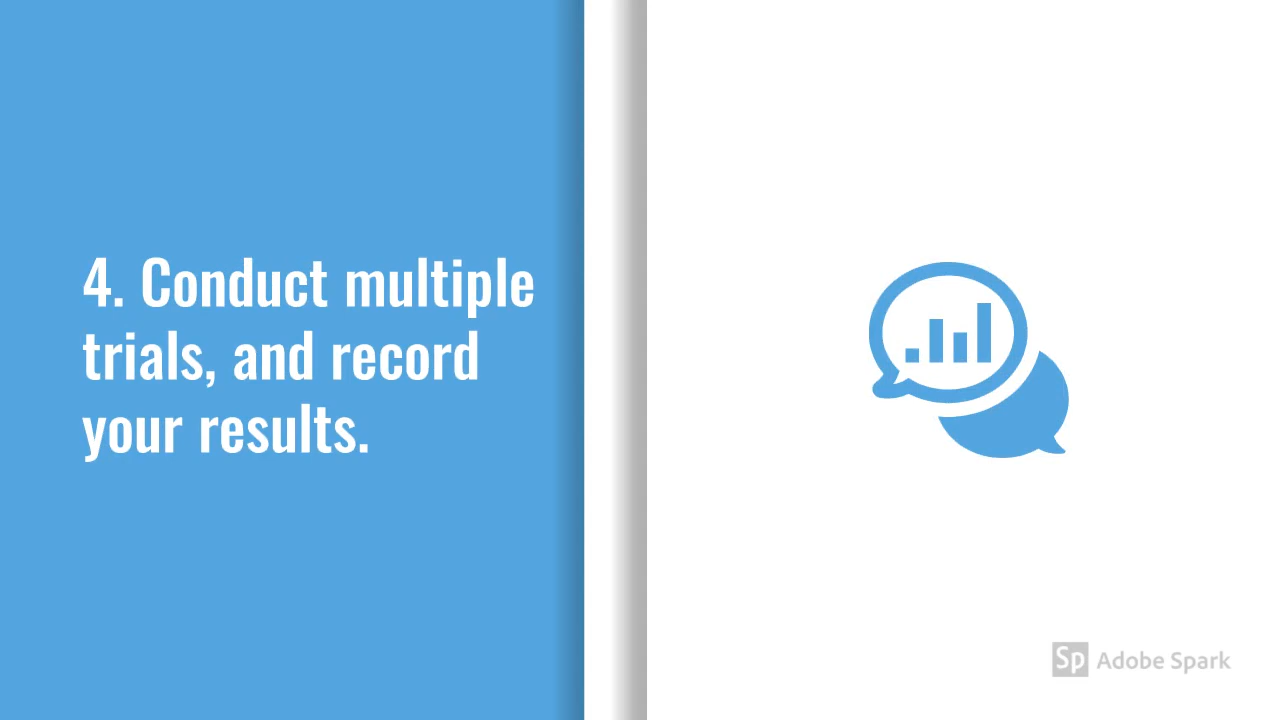 4. Conduct multiple
trials, and record
your results.
Sp Adobe Spark